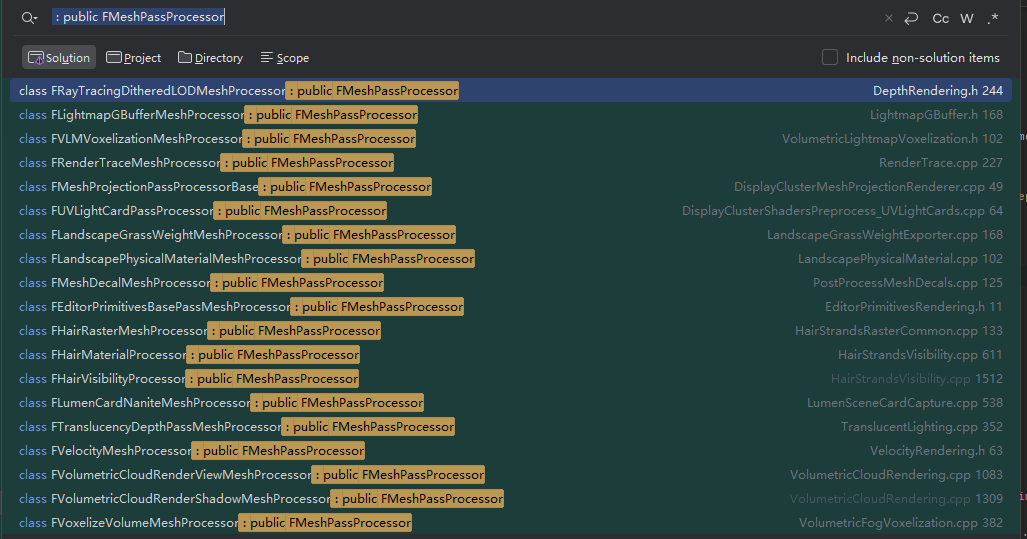 : public FMeshPassProcessor
Cc W .*
Solution Project Directory Scope Include non-solution items
class FRayTracingDitheredLODMeshProcessor : public FMeshPassProcessor DepthRendering.h 244
class FLightmapGBufferMeshProcessor : public FMeshPassProcessor LightmapGBuffer.h 168
class FVLMVoxelizationMeshProcessor : public FMeshPassProcessor VolumetricLightmapVoxelization.h 102
class FRenderTraceMeshProcessor : public FMeshPassProcessor RenderTrace.cpp 227
class FMeshProjectionPassProcessorBase : public FMeshPassProcessor DisplayClusterMeshProjectionRenderer.cpp 49
class FUVLightCardPassProcessor : public FMeshPassProcessor DisplayClusterShadersPreprocess_UVLightCards.cpp 64
class FLandscapeGrassWeightMeshProcessor : public FMeshPassProcessor LandscapeGrassWeightExporter.cpp 168
class FLandscapePhysicalMaterialMeshProcessor : public FMeshPassProcessor LandscapePhysicalMaterial.cpp 102
class FMeshDecalMeshProcessor : public FMeshPassProcessor PostProcessMeshDecals.cpp 125
class FEditorPrimitivesBasePassMeshProcessor : public FMeshPassProcessor EditorPrimitivesRendering.h 11
class FHairRasterMeshProcessor : public FMeshPassProcessor HairStrandsRasterCommon.cpp 133
class FHairMaterialProcessor : public FMeshPassProcessor HairStrandsVisibility.cpp 611
class FHairVisibilityProcessor : public FMeshPassProcessor HairStrandsVisibility.cpp 1512
class FLumenCardNaniteMeshProcessor : public FMeshPassProcessor LumenSceneCardCapture.cpp 538
class FTranslucencyDepthPassMeshProcessor : public FMeshPassProcessor TranslucentLighting.cpp 352
class FVelocityMeshProcessor : public FMeshPassProcessor VelocityRendering.h 63
class FVolumetricCloudRenderViewMeshProcessor : public FMeshPassProcessor VolumetricCloudRendering.cpp 1083
class FVolumetricCloudRenderShadowMeshProcessor : public FMeshPassProcessor VolumetricCloudRendering.cpp 1309
class FVoxelizeVolumeMeshProcessor : public FMeshPassProcessor VolumetricFogVoxelization.cpp 382